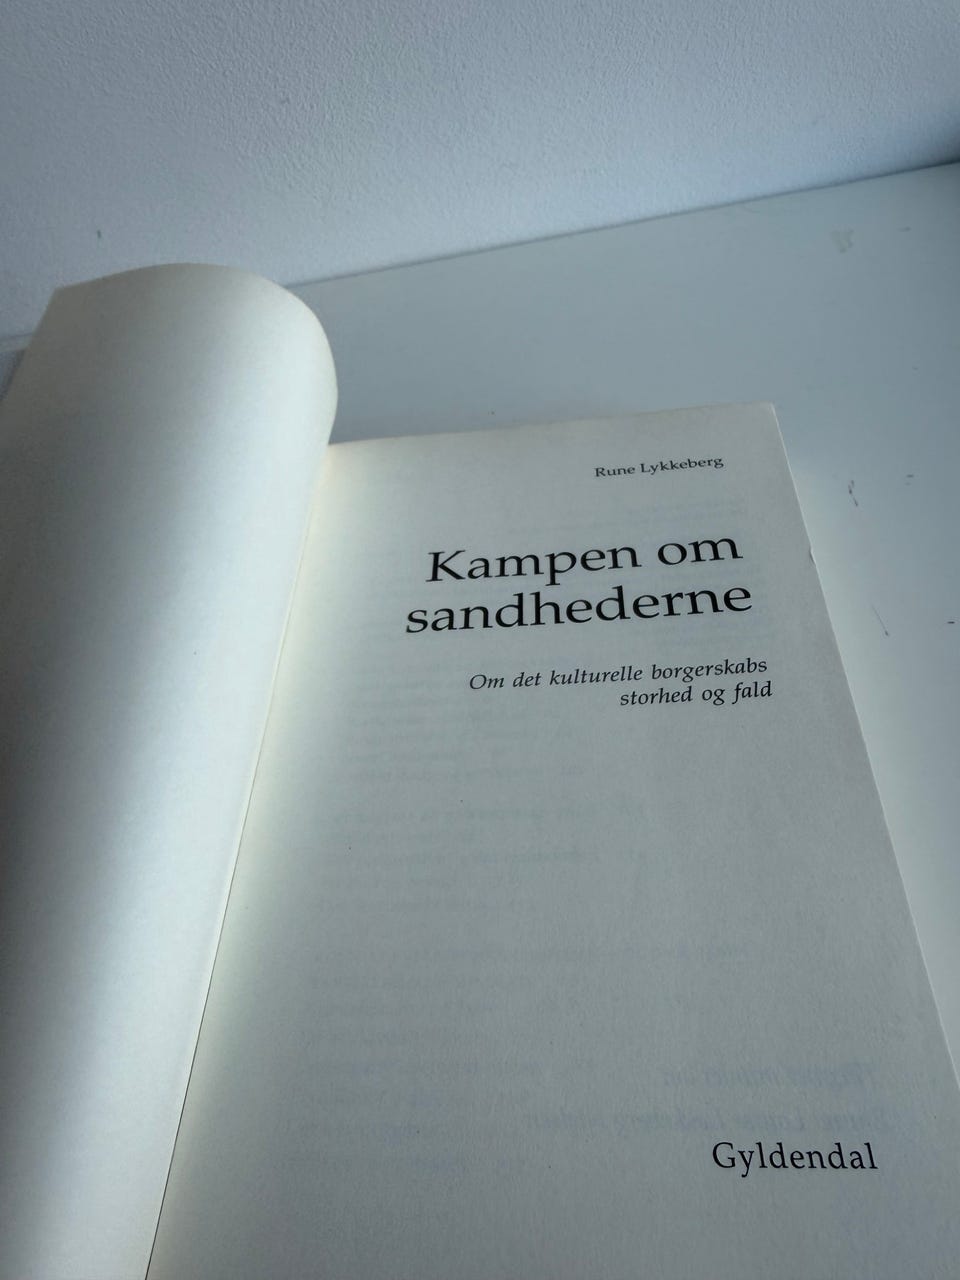 Rune Lykkeberg
Kampen om
sandhederne
Om det kulturelle borgerskabs
storhed og fald
Gyldendal